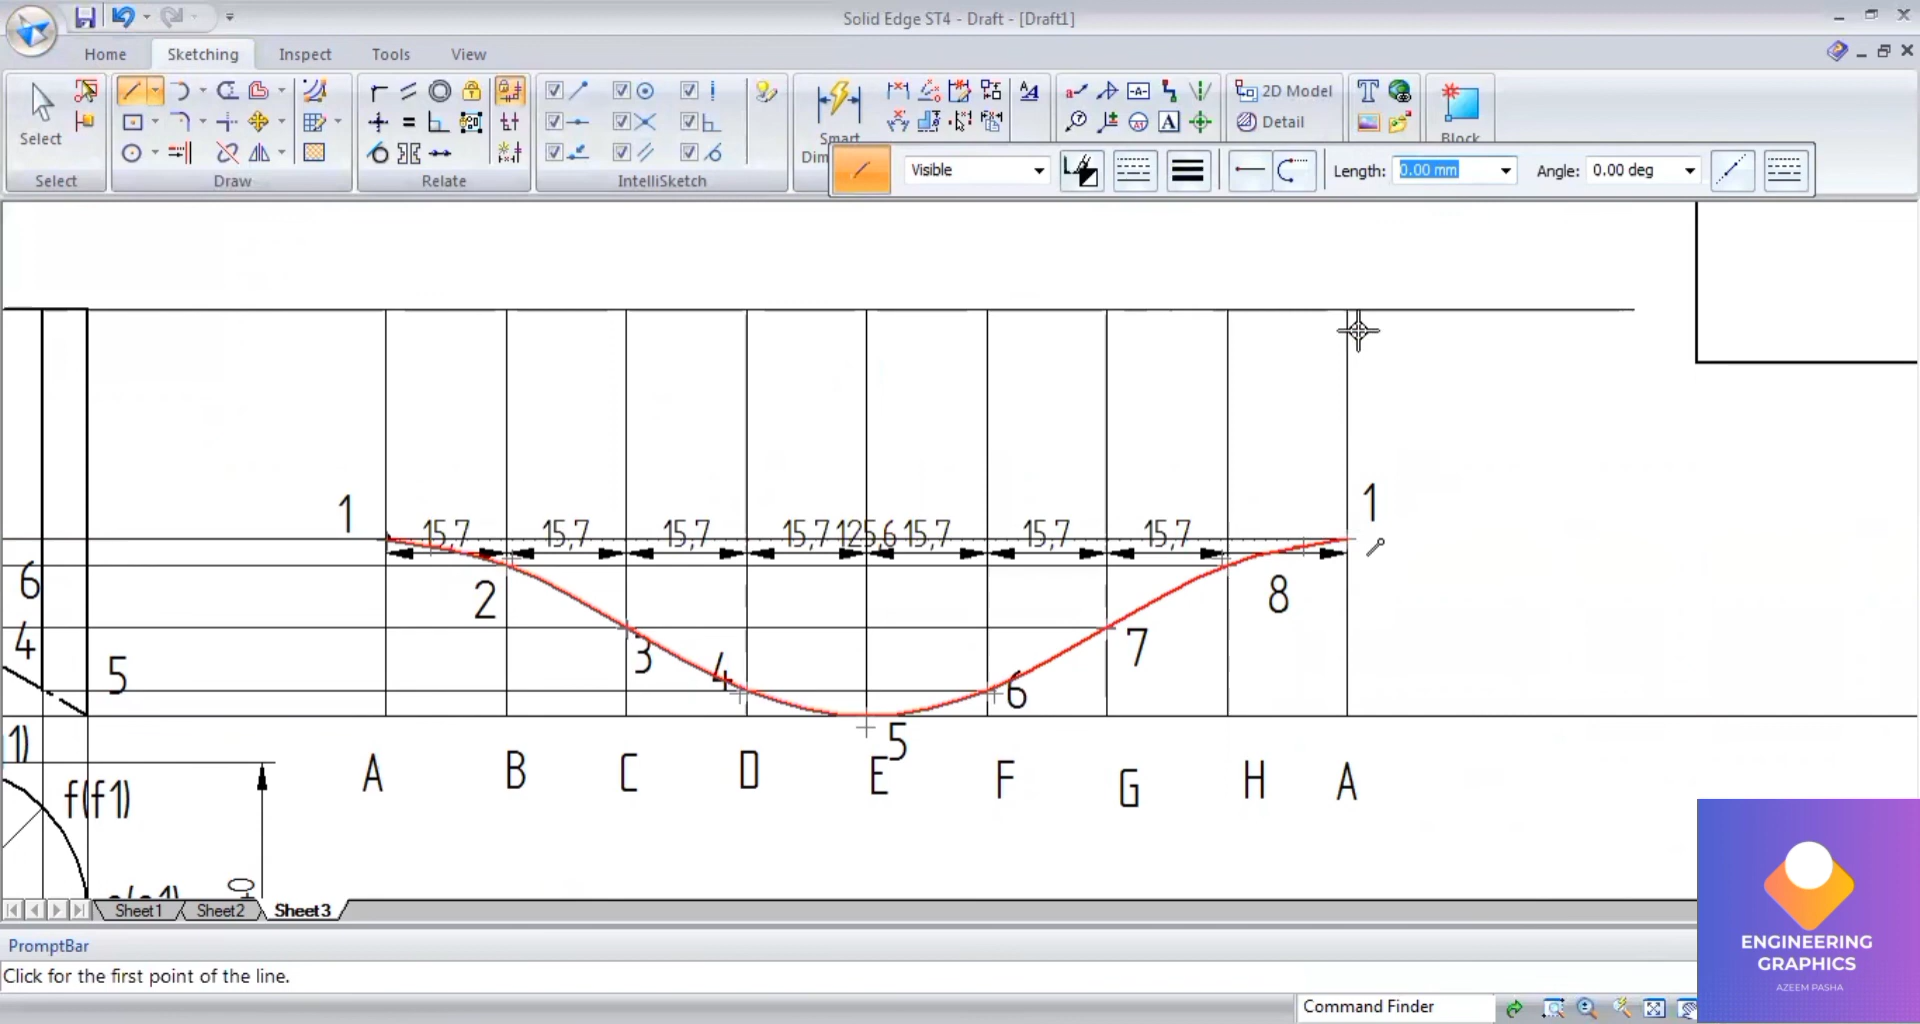 Solid Edge ST4 - Draft - [Draft1]
Home Sketching Inspect Tools View
2D Model
Select Smart Detail Block
Select Draw Relate IntelliSketch
Visible Length: 0.00 mm Angle: 0.00 deg
1 1
15,7 15,7 15,7 15,7 125,6 15,7 15,7 15,7
6 2 8
4 3 7
5 4 6
1) 5
A B C D E F G H A
f(f1)
Sheet1 Sheet2 Sheet3
PromptBar
Click for the first point of the line.
Command Finder
ENGINEERING
GRAPHICS
AZEEM PASHA